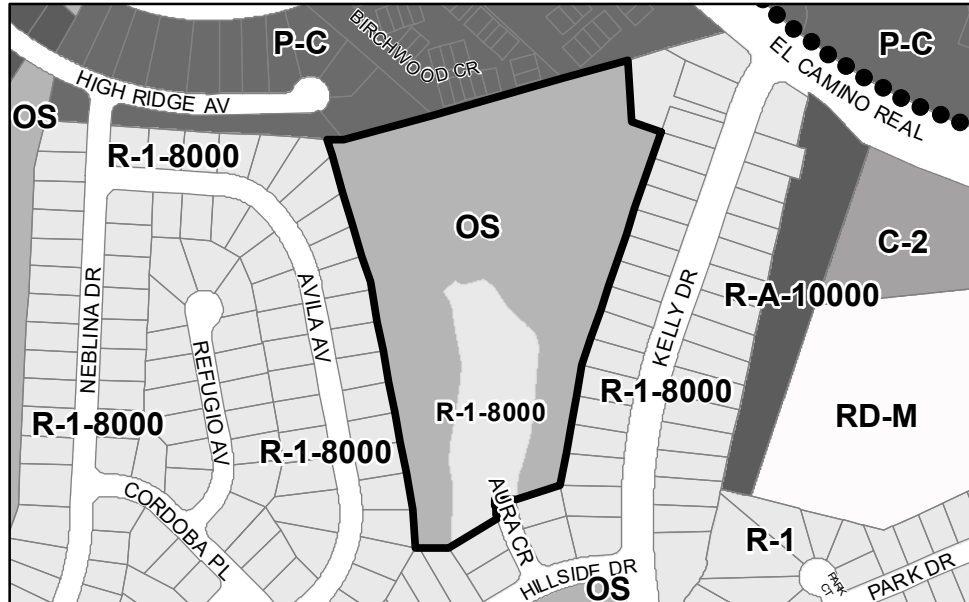 P-C
BIRCHWOOD CR
P-C
EL CAMINO REAL
HIGH RIDGE AV
OS
R-1-8000
OS
C-2
R-A-10000
NEBLINA DR
AVILA AV
KELLY DR
REFUGIO AV
R-1-8000
R-1-8000
R-1-8000
RD-M
R-1-8000
CORDOBA PL
AURA CR
R-1
HILLSIDE DR
OS
PARK CT
PARK DR